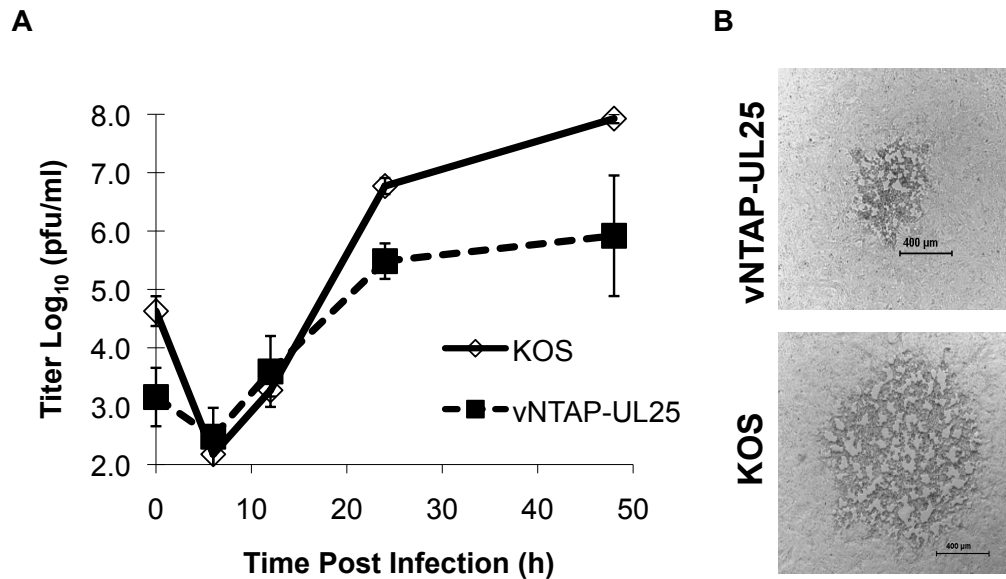 A
B
Titer Log₁₀ (pfu/ml)
8.0
7.0
6.0
5.0
4.0
3.0
2.0
0
10
20
30
40
50
Time Post Infection (h)
KOS
vNTAP-UL25
vNTAP-UL25
400 µm
KOS
400 µm